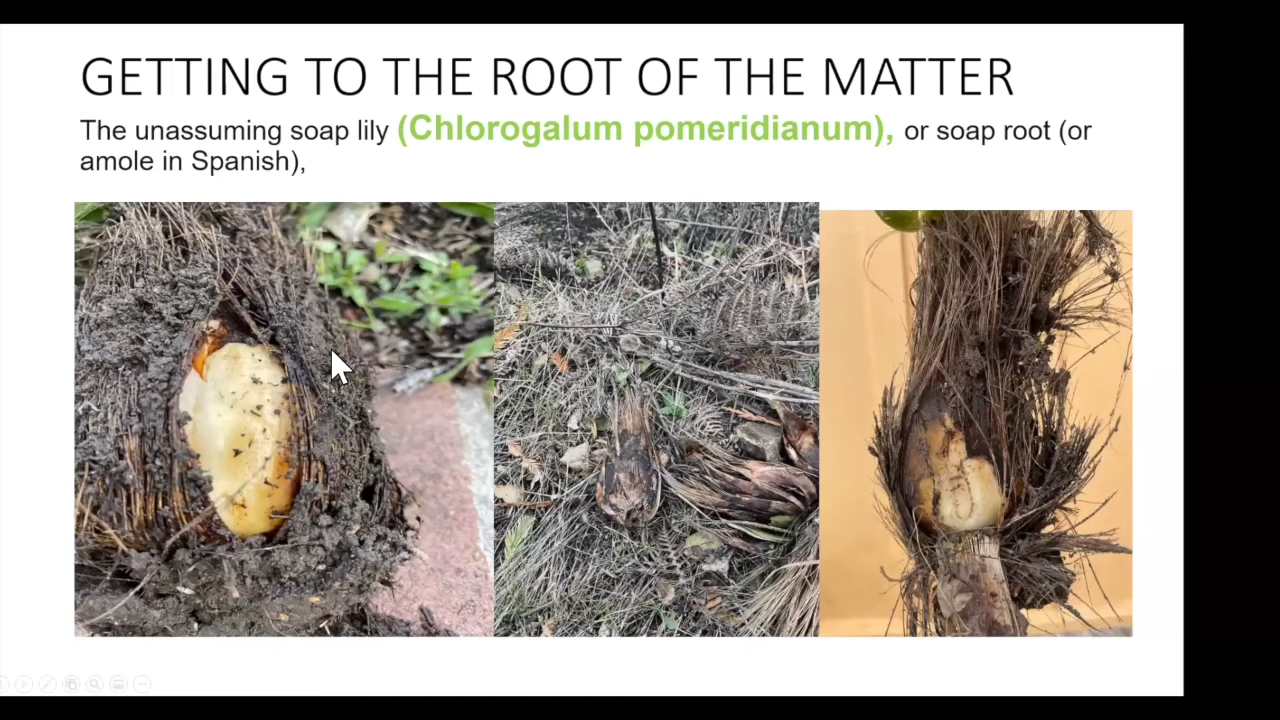 GETTING TO THE ROOT OF THE MATTER
The unassuming soap lily (Chlorogalum pomeridianum), or soap root (or
amole in Spanish),